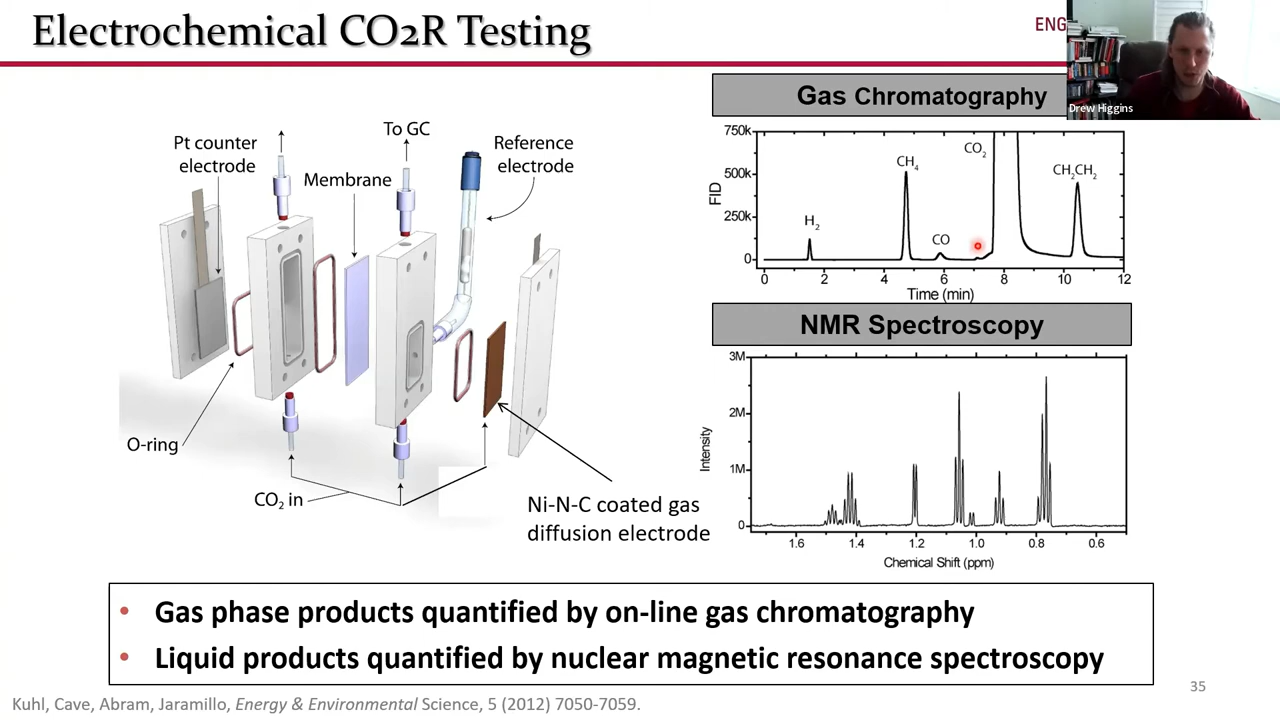 Electrochemical CO2R Testing
ENG
Drew Higgins
Gas Chromatography
Pt counter
electrode
To GC
Reference
electrode
Membrane
O-ring
CO2 in
Ni-N-C coated gas
diffusion electrode
750k
500k
250k
0
FID
H2
CH4
CO
CO2
CH2CH2
0 2 4 6 8 10 12
Time (min)
NMR Spectroscopy
3M
2M
1M
0
Intensity
1.6 1.4 1.2 1.0 0.8 0.6
Chemical Shift (ppm)
• Gas phase products quantified by on-line gas chromatography
• Liquid products quantified by nuclear magnetic resonance spectroscopy
35
Kuhl, Cave, Abram, Jaramillo, Energy & Environmental Science, 5 (2012) 7050-7059.